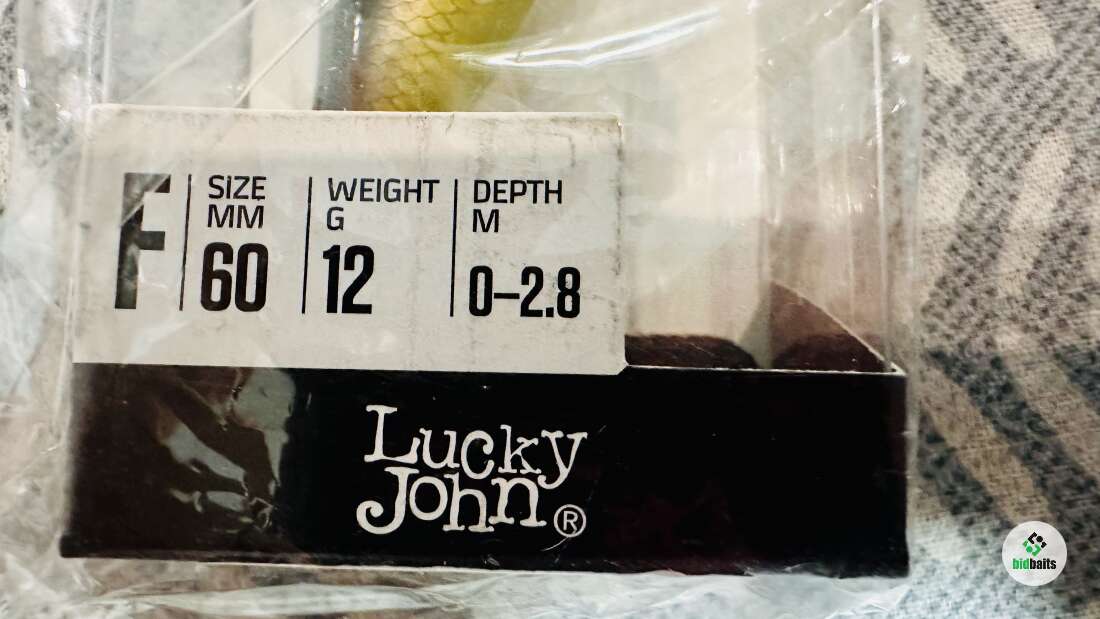 F
SIZE
MM
60
WEIGHT
G
12
DEPTH
M
0–2.8
Lucky
John®
bidbaits